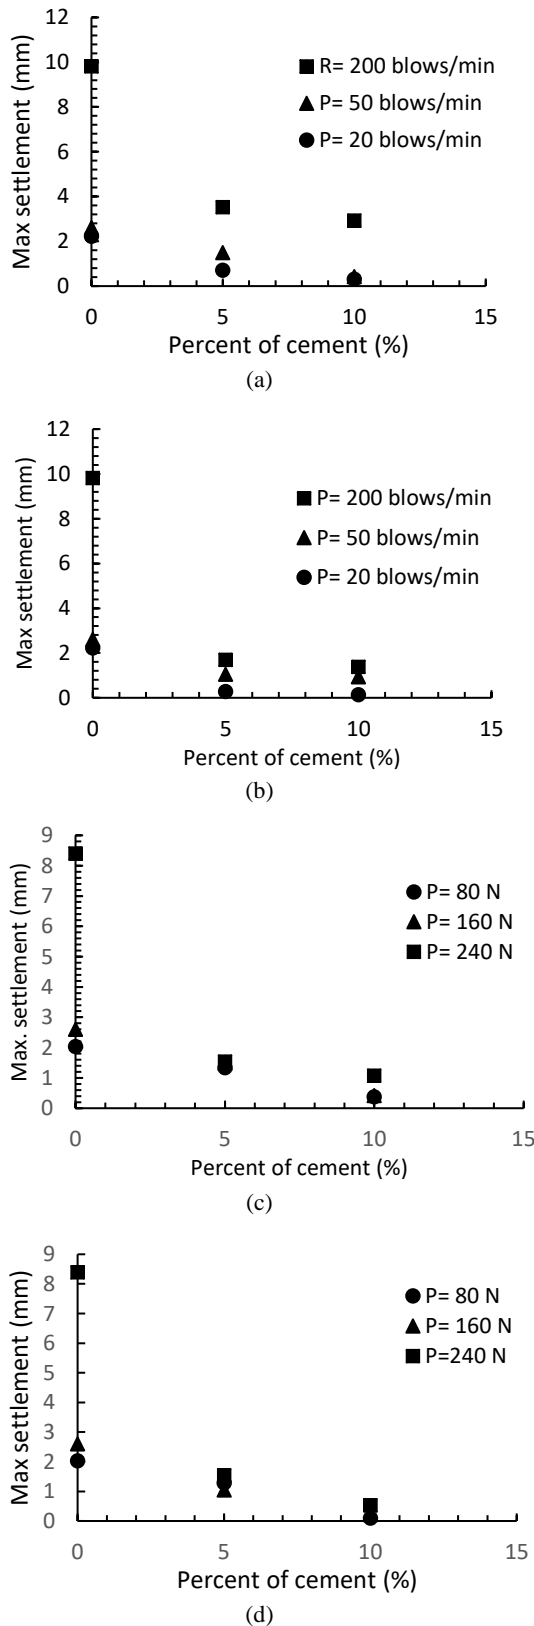 12
10
8
6
4
2
0
Max settlement (mm)
R= 200 blows/min
P= 50 blows/min
P= 20 blows/min
0 5 10 15
Percent of cement (%)
(a)
12
10
8
6
4
2
0
Max settlement (mm)
P= 200 blows/min
P= 50 blows/min
P= 20 blows/min
0 5 10 15
Percent of cement (%)
(b)
9
8
7
6
5
4
3
2
1
0
Max. settlement (mm)
P= 80 N
P= 160 N
P= 240 N
0 5 10 15
Percent of cement (%)
(c)
9
8
7
6
5
4
3
2
1
0
Max settlement (mm)
P= 80 N
P= 160 N
P=240 N
0 5 10 15
Percent of cement (%)
(d)